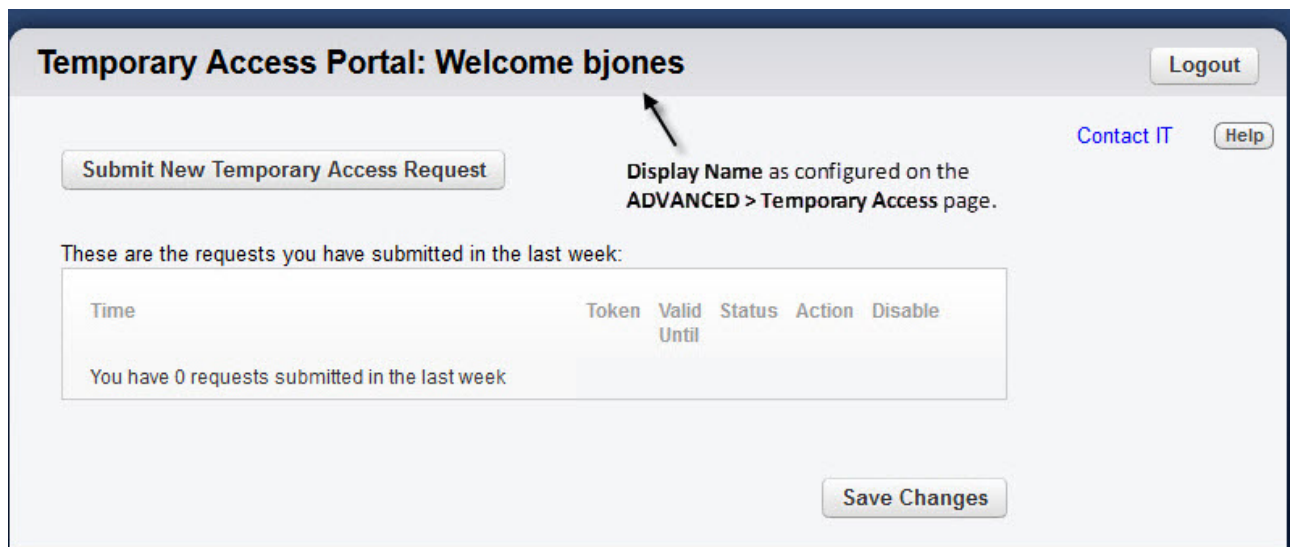 Temporary Access Portal: Welcome bjones
Logout
Contact IT
Help
Submit New Temporary Access Request
Display Name as configured on the
ADVANCED > Temporary Access page.
These are the requests you have submitted in the last week:
Time Token Valid Status Action Disable
Until
You have 0 requests submitted in the last week
Save Changes